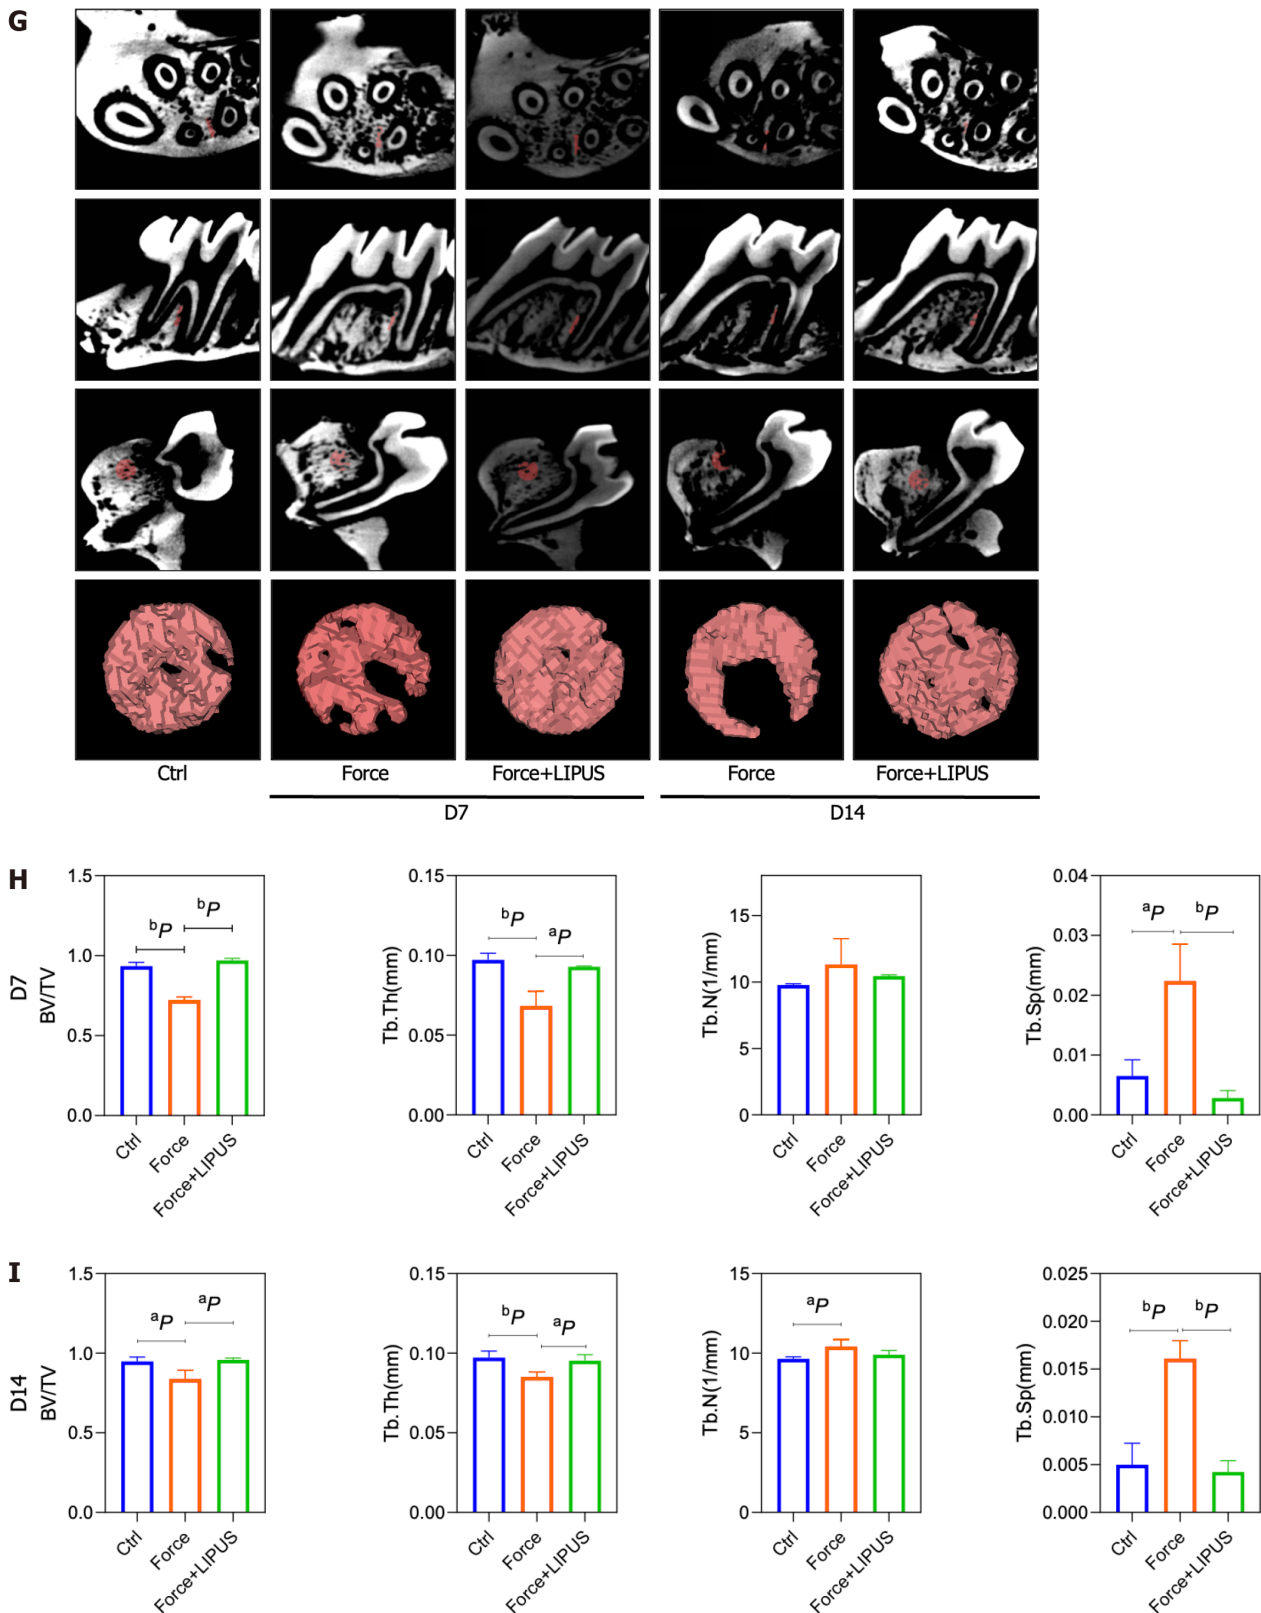 G
Ctrl Force Force+LIPUS Force Force+LIPUS
D7 D14
H
D7
BV/TV
1.5
1.0
0.5
0.0
bP bP
Ctrl Force Force+LIPUS
Tb.Th(mm)
0.15
0.10
0.05
0.00
bP aP
Ctrl Force Force+LIPUS
Tb.N(1/mm)
15
10
5
0
Ctrl Force Force+LIPUS
Tb.Sp(mm)
0.04
0.03
0.02
0.01
0.00
aP bP
Ctrl Force Force+LIPUS
I
D14
BV/TV
1.5
1.0
0.5
0.0
aP aP
Ctrl Force Force+LIPUS
Tb.Th(mm)
0.15
0.10
0.05
0.00
bP aP
Ctrl Force Force+LIPUS
Tb.N(1/mm)
15
10
5
0
aP
Ctrl Force Force+LIPUS
Tb.Sp(mm)
0.025
0.020
0.015
0.010
0.005
0.000
bP bP
Ctrl Force Force+LIPUS